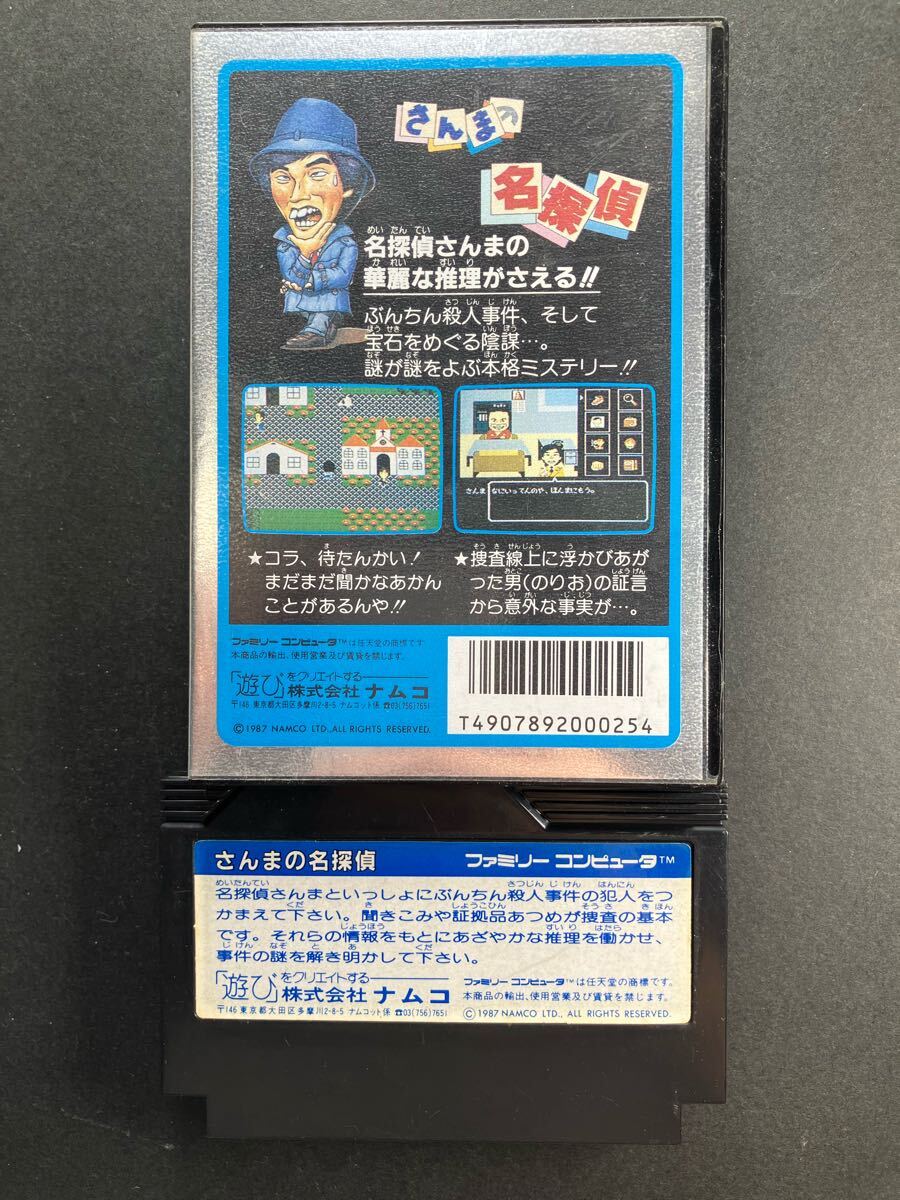 さんまの
名探偵
名探偵さんまの
華麗な推理がさえる!!
ぶんちん殺人事件、そして
宝石をめぐる陰謀…。
謎が謎をよぶ本格ミステリー!!
さんま なにいってんのや、ほんまにもう。
★コラ、待たんかい!
まだまだ聞かなあかん
ことがあるんや!!
★捜査線上に浮かびあが
った男(のりお)の証言
から意外な事実が…。
ファミリー コンピュータ™は任天堂の商標です
本商品の輸出、使用営業及び賃貸を禁じます。
「遊び」をクリエイトする
株式会社 ナムコ
〒146 東京都大田区多摩川2-8-5 ナムコット係 ☎03(756)7651
©1987 NAMCO LTD., ALL RIGHTS RESERVED.
T4907892000254
さんまの名探偵 ファミリー コンピュータ™
名探偵さんまといっしょにぶんちん殺人事件の犯人をつ
かまえて下さい。聞きこみや証拠品あつめが捜査の基本
です。それらの情報をもとにあざやかな推理を働かせ、
事件の謎を解き明かして下さい。
「遊び」をクリエイトする
株式会社 ナムコ
〒146 東京都大田区多摩川2-8-5 ナムコット係 ☎03(756)7651
ファミリー コンピュータ™は任天堂の商標です。
本商品の輸出、使用営業及び賃貸を禁じます。
©1987 NAMCO LTD., ALL RIGHTS RESERVED.